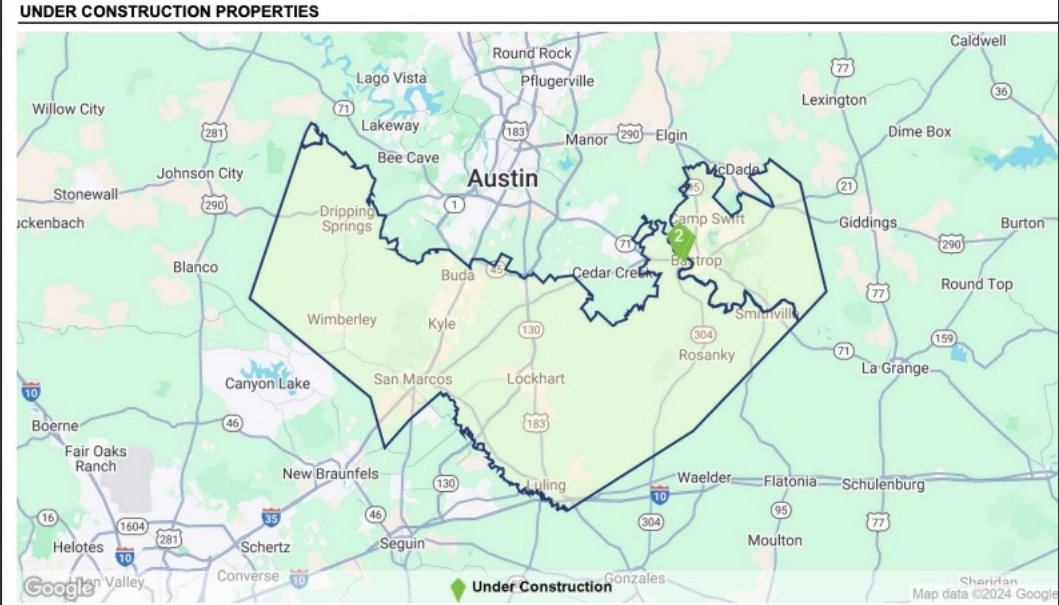 UNDER CONSTRUCTION PROPERTIES
Caldwell
Round Rock
77
Lago Vista
Pflugerville
36
Willow City
71
Lexington
Lakeway
183
281
Manor
290
Elgin
Dime Box
Bee Cave
Johnson City
McDade
Austin
Stonewall
95
21
290
1
Dripping
Springs
Camp Swift
uckenbach
Giddings
Burton
2
71
290
Bastrop
Blanco
Buda
45
Cedar Creek
Round Top
77
Wimberley
Kyle
130
Smithville
304
159
Rosanky
71
La Grange
Canyon Lake
San Marcos
Lockhart
10
46
183
Boerne
Fair Oaks
Ranch
New Braunfels
130
Luling
Waelder
Flatonia
Schulenburg
10
16
1604
35
46
304
95
77
281
Helotes
10
Schertz
Seguin
Moulton
Converse
10
Gonzales
Sheridan
Google
en Valley
Under Construction
Map data ©2024 Google